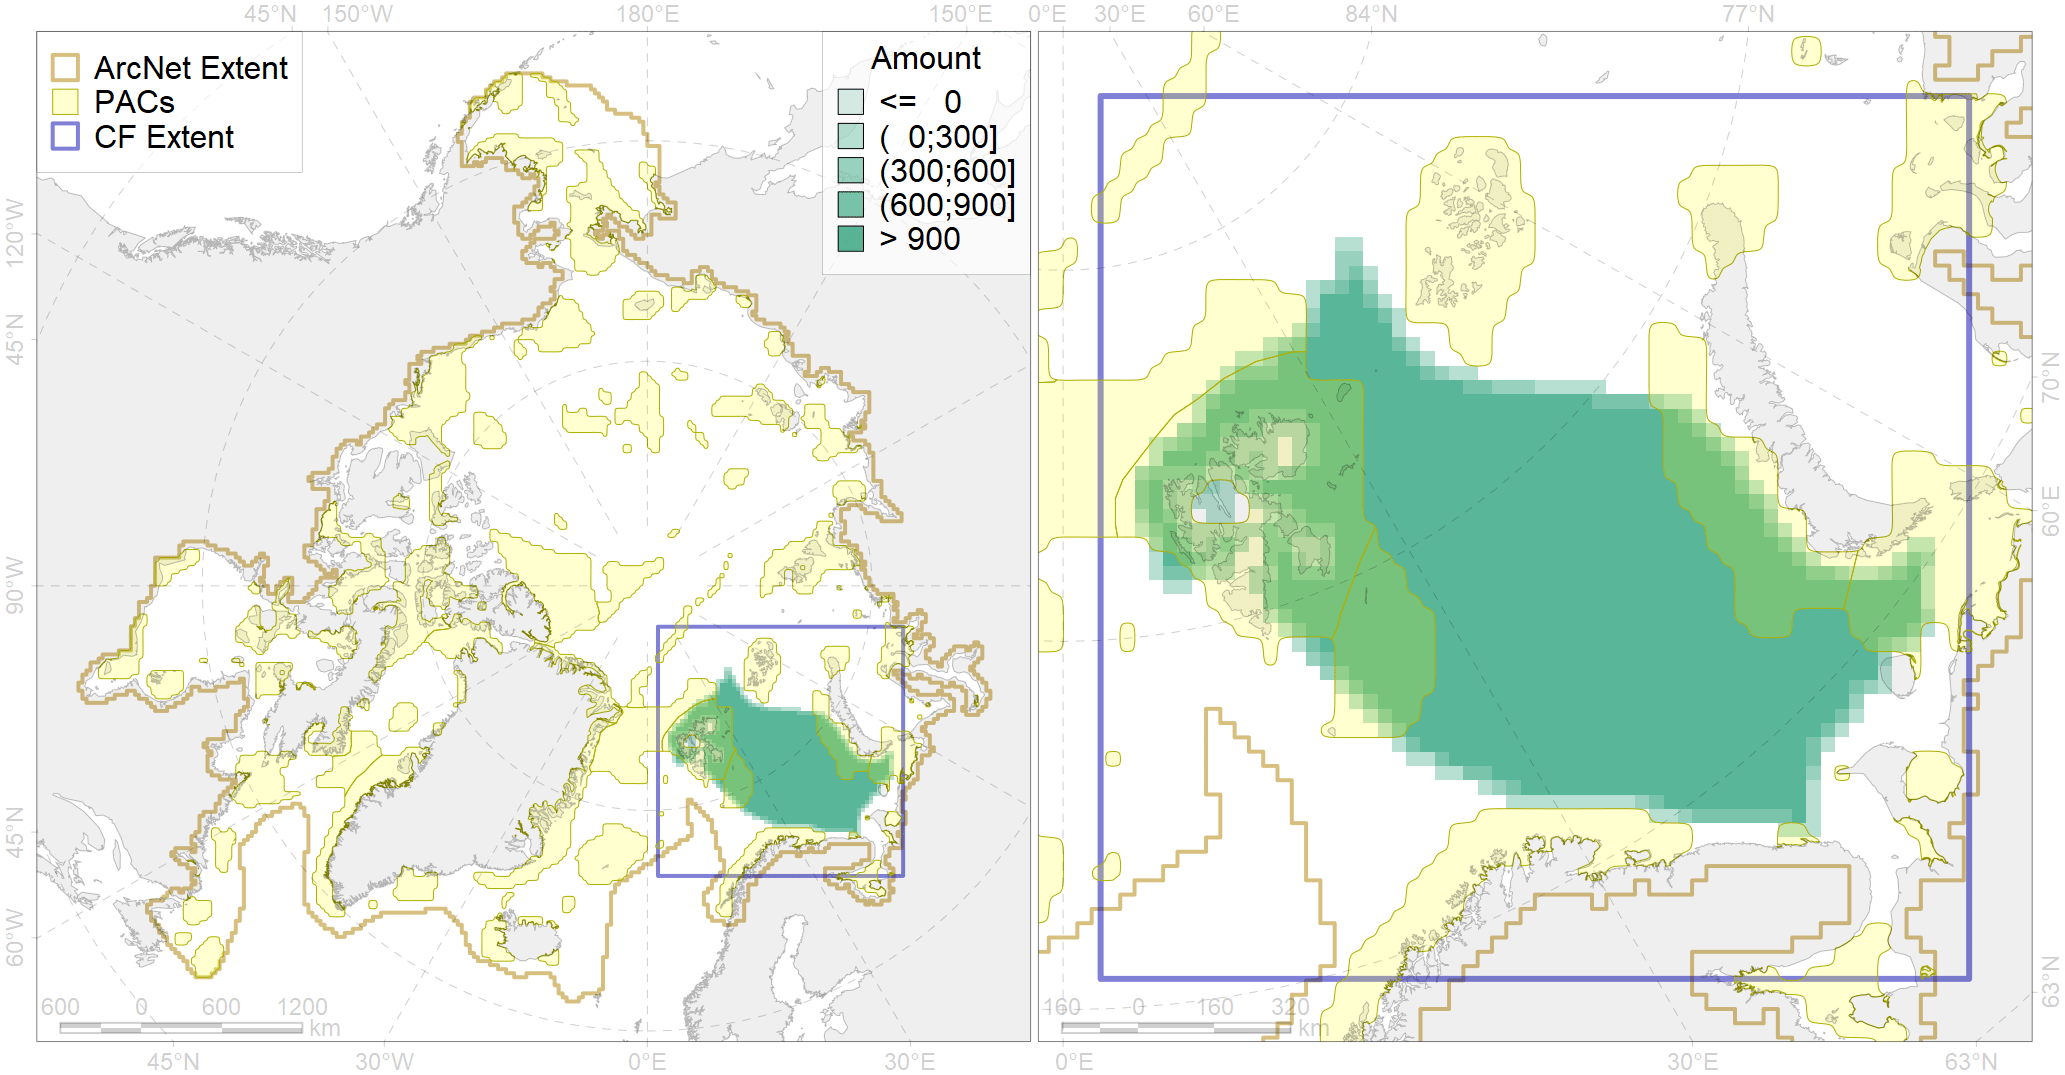 45°N 150°W 180°E 150°E 0°E 30°E 60°E 84°N 77°N
ArcNet Extent
PACs
CF Extent
Amount
<= 0
( 0;300]
(300;600]
(600;900]
> 900
120°W
45°N
90°W
45°N
60°W
70°N
60°E
63°N
600 0 600 1200
km
160 0 160 320
km
45°N 30°W 0°E 30°E 0°E 30°E 63°N